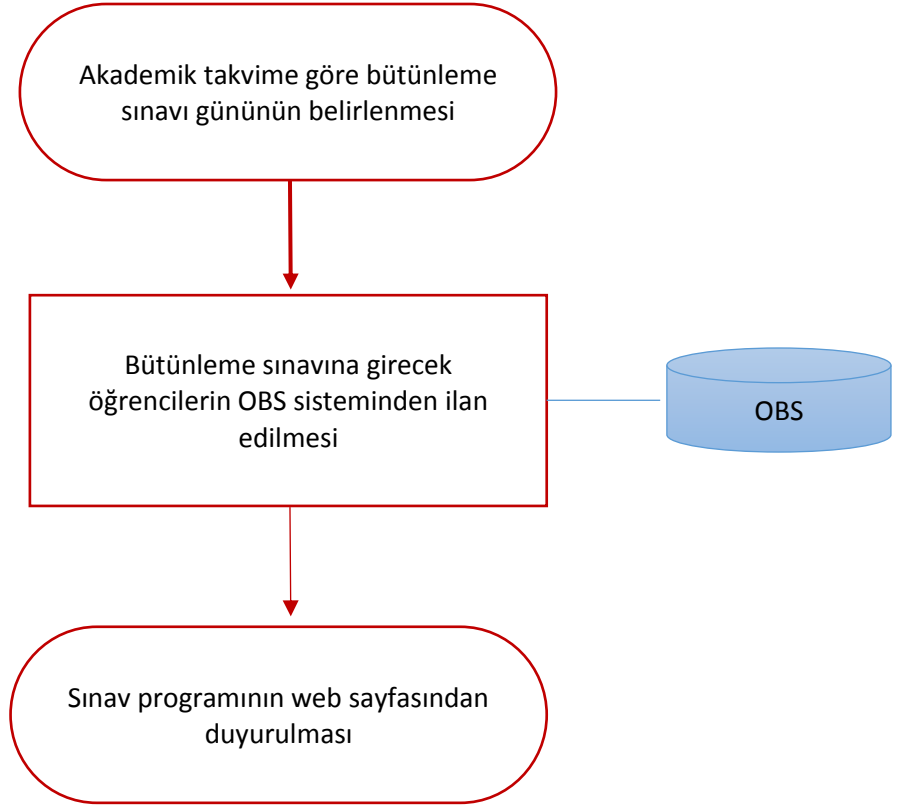 Akademik takvime göre bütünleme
sınavı gününün belirlenmesi
Bütünleme sınavına girecek
öğrencilerin OBS sisteminden ilan
edilmesi
OBS
Sınav programının web sayfasından
duyurulması